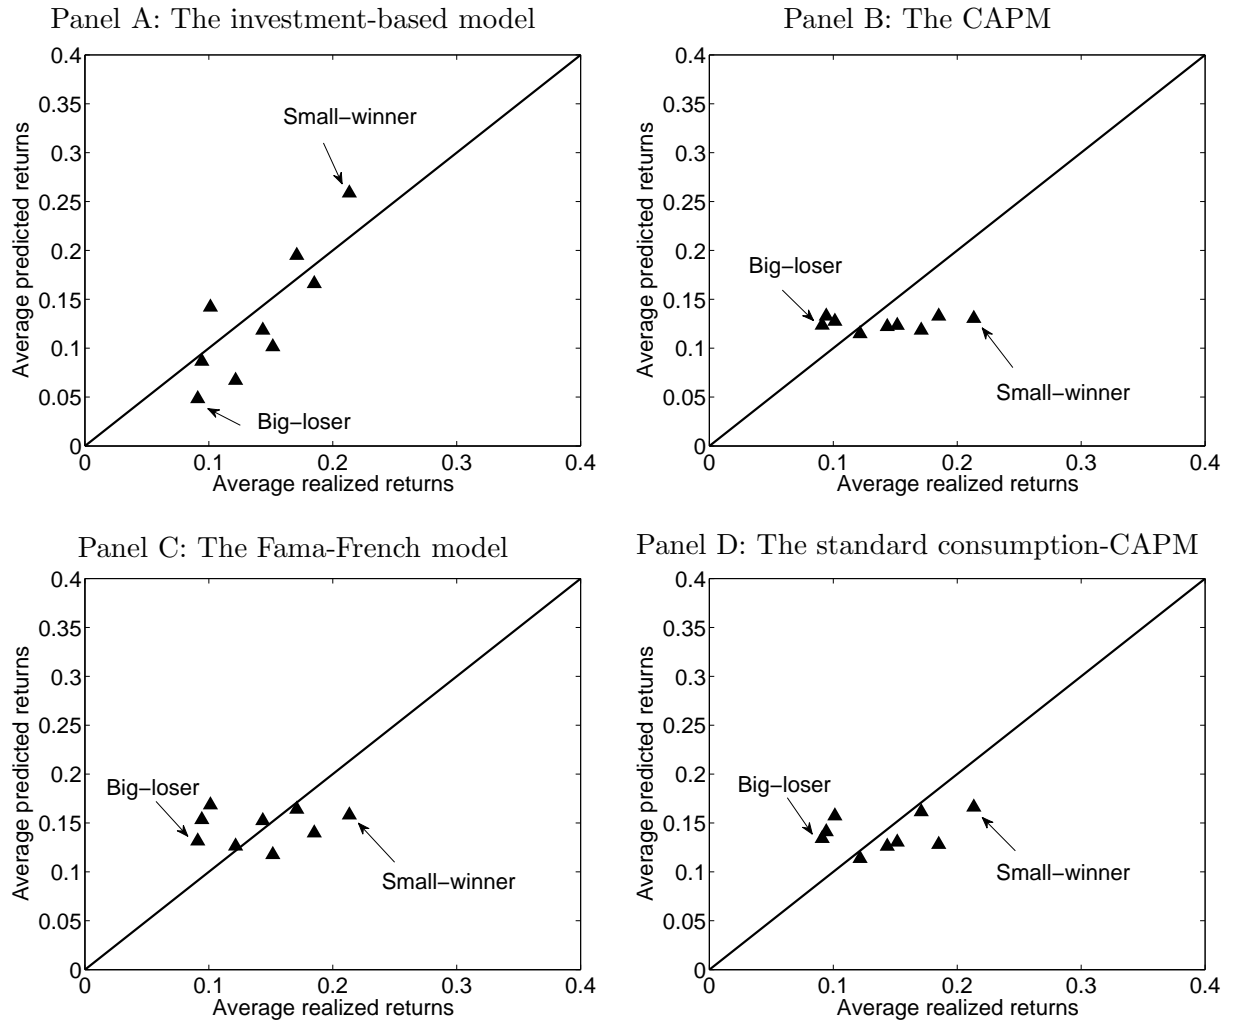 Panel A: The investment-based model
0.4
0.35
0.3
0.25
0.2
0.15
0.1
0.05
0
Average predicted returns
Small−winner
Big−loser
0
0.1
0.2
0.3
0.4
Average realized returns
Panel B: The CAPM
0.4
0.35
0.3
0.25
0.2
0.15
0.1
0.05
0
Average predicted returns
Big−loser
Small−winner
0
0.1
0.2
0.3
0.4
Average realized returns
Panel C: The Fama-French model
0.4
0.35
0.3
0.25
0.2
0.15
0.1
0.05
0
Average predicted returns
Big−loser
Small−winner
0
0.1
0.2
0.3
0.4
Average realized returns
Panel D: The standard consumption-CAPM
0.4
0.35
0.3
0.25
0.2
0.15
0.1
0.05
0
Average predicted returns
Big−loser
Small−winner
0
0.1
0.2
0.3
0.4
Average realized returns